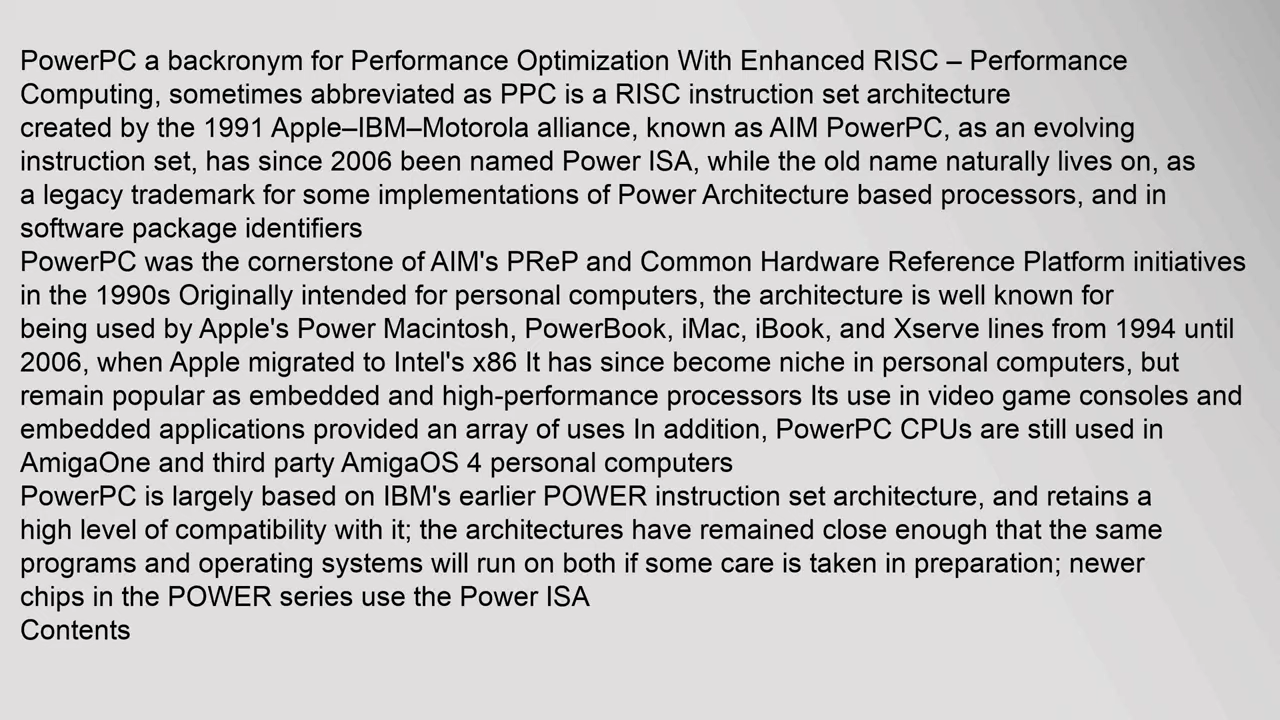 PowerPC a backronym for Performance Optimization With Enhanced RISC – Performance
Computing, sometimes abbreviated as PPC is a RISC instruction set architecture
created by the 1991 Apple–IBM–Motorola alliance, known as AIM PowerPC, as an evolving
instruction set, has since 2006 been named Power ISA, while the old name naturally lives on, as
a legacy trademark for some implementations of Power Architecture based processors, and in
software package identifiers
PowerPC was the cornerstone of AIM's PReP and Common Hardware Reference Platform initiatives
in the 1990s Originally intended for personal computers, the architecture is well known for
being used by Apple's Power Macintosh, PowerBook, iMac, iBook, and Xserve lines from 1994 until
2006, when Apple migrated to Intel's x86 It has since become niche in personal computers, but
remain popular as embedded and high-performance processors Its use in video game consoles and
embedded applications provided an array of uses In addition, PowerPC CPUs are still used in
AmigaOne and third party AmigaOS 4 personal computers
PowerPC is largely based on IBM's earlier POWER instruction set architecture, and retains a
high level of compatibility with it; the architectures have remained close enough that the same
programs and operating systems will run on both if some care is taken in preparation; newer
chips in the POWER series use the Power ISA
Contents